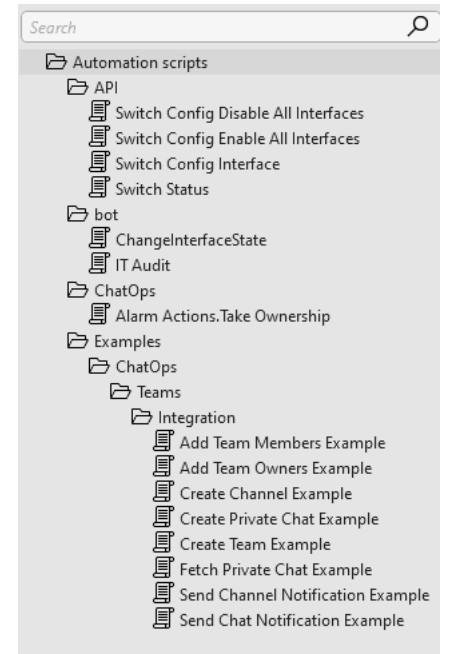 Search
Automation scripts
API
Switch Config Disable All Interfaces
Switch Config Enable All Interfaces
Switch Config Interface
Switch Status
bot
ChangeInterfaceState
IT Audit
ChatOps
Alarm Actions.Take Ownership
Examples
ChatOps
Teams
Integration
Add Team Members Example
Add Team Owners Example
Create Channel Example
Create Private Chat Example
Create Team Example
Fetch Private Chat Example
Send Channel Notification Example
Send Chat Notification Example